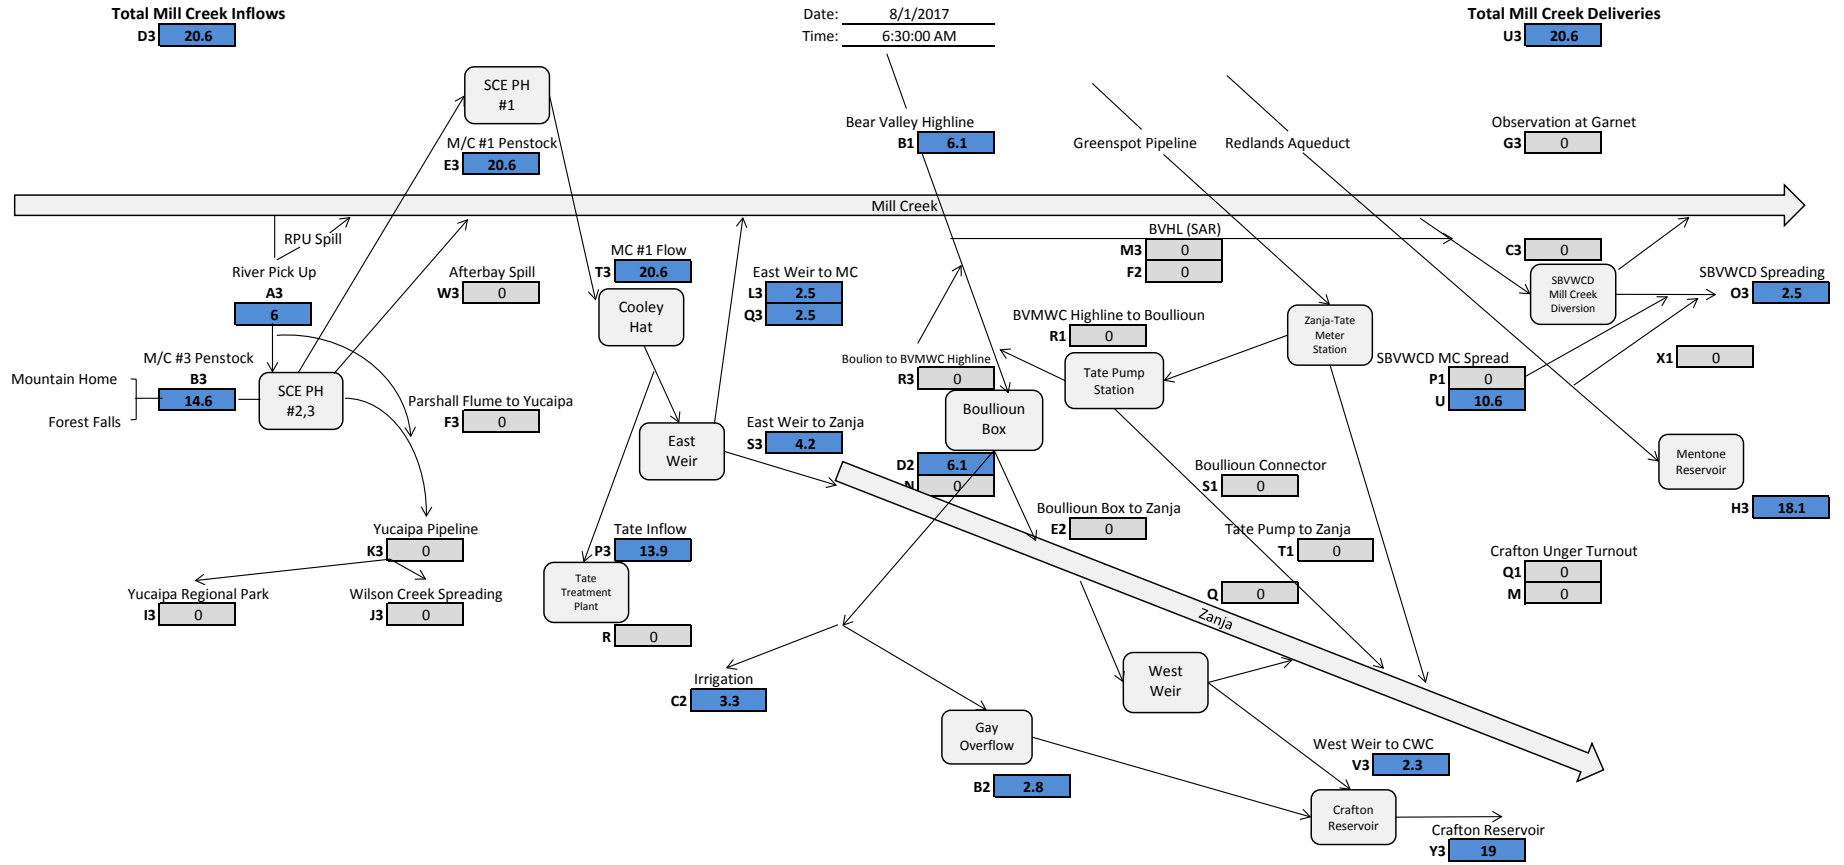 Total Mill Creek Inflows
D3 20.6
Date: 8/1/2017
Time: 6:30:00 AM
Total Mill Creek Deliveries
U3 20.6
SCE PH
#1
M/C #1 Penstock
E3 20.6
Bear Valley Highline
B1 6.1
Greenspot Pipeline
Redlands Aqueduct
Observation at Garnet
G3 0
Mill Creek
RPU Spill
River Pick Up
A3
6
Afterbay Spill
W3 0
MC #1 Flow
T3 20.6
Cooley
Hat
East Weir to MC
L3 2.5
Q3 2.5
BVHL (SAR)
M3 0
F2 0
C3 0
SBVWCD
Mill Creek
Diversion
SBVWCD Spreading
O3 2.5
BVMWC Highline to Boullioun
R1 0
Zanja-Tate
Meter
Station
Boulion to BVMWC Highline
R3 0
Tate Pump
Station
SBVWCD MC Spread
P1 0
U 10.6
X1 0
M/C #3 Penstock
B3
14.6
Mountain Home
Forest Falls
SCE PH
#2,3
Parshall Flume to Yucaipa
F3 0
East
Weir
East Weir to Zanja
S3 4.2
Boullioun
Box
D2 6.1
N 0
Boullioun Connector
S1 0
Mentone
Reservoir
H3 18.1
Boullioun Box to Zanja
E2 0
Tate Pump to Zanja
T1 0
Yucaipa Pipeline
K3 0
Tate Inflow
P3 13.9
Tate
Treatment
Plant
R 0
Crafton Unger Turnout
Q1 0
M 0
Q 0
Zanja
Yucaipa Regional Park
I3 0
Wilson Creek Spreading
J3 0
Irrigation
C2 3.3
West
Weir
Gay
Overflow
B2 2.8
West Weir to CWC
V3 2.3
Crafton
Reservoir
Crafton Reservoir
Y3 19